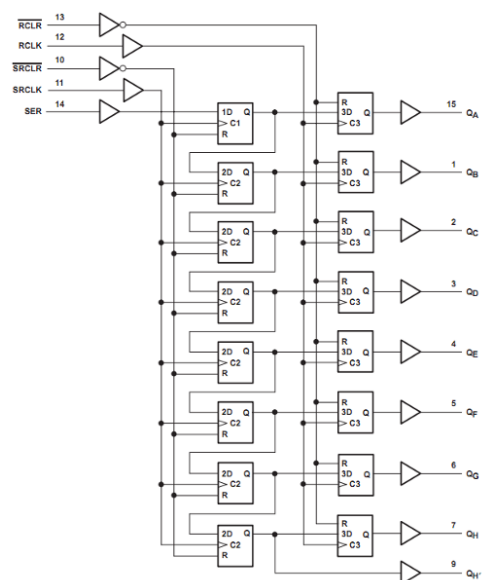 RCLR 13
RCLK 12
SRCLR 10
SRCLK 11
SER 14
1D Q
C1
R
R
3D Q
C3
15 QA
2D Q
C2
R
R
3D Q
C3
1 QB
2D Q
C2
R
R
3D Q
C3
2 QC
2D Q
C2
R
R
3D Q
C3
3 QD
2D Q
C2
R
R
3D Q
C3
4 QE
2D Q
C2
R
R
3D Q
C3
5 QF
2D Q
C2
R
R
3D Q
C3
6 QG
2D Q
C2
R
R
3D Q
C3
7 QH
9 QH'